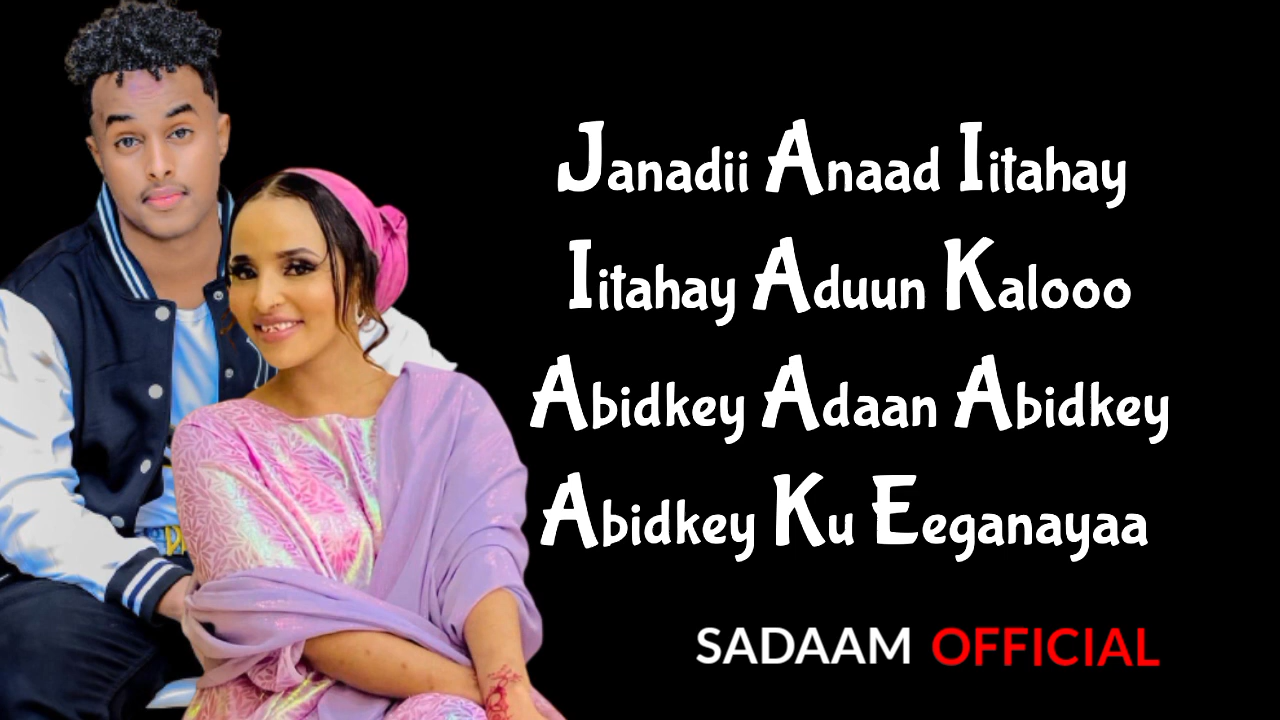 Janadii Anaad Iitahay
Iitahay Aduun Kalooo
Abidkey Adaan Abidkey
Abidkey Ku Eeganayaa
SADAAM OFFICIAL